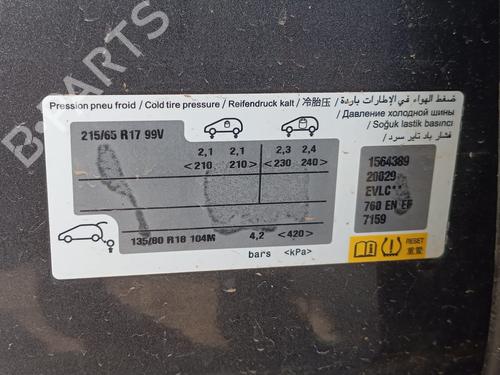 B-PARTS
Pression pneu froid / Cold tire pressure / Reifendruck kalt / 冷胎压 / ضغط الهواء في الإطارات باردة
/ Давление холодной шины
/ Soğuk lastik basıncı
/ فشار باد تایر سرد
215/65 R17 99V
2,1 2,1 2,3 2,4
<210 210> <230 240>
135/80 R18 104M 4,2 <420>
bars <kPa>
1564389
20029
EVLC**
760 EN EF
7159
RESET
重置